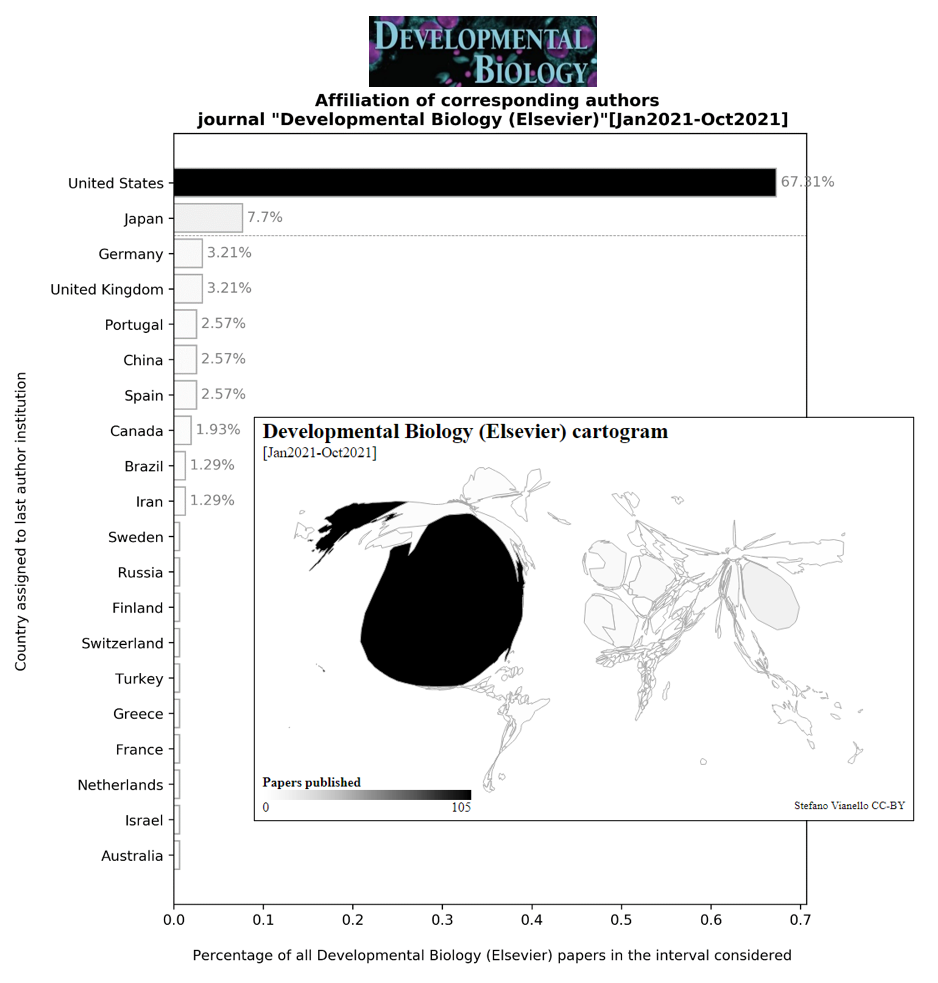 DEVELOPMENTAL
BIOLOGY
Affiliation of corresponding authors
journal "Developmental Biology (Elsevier)"[Jan2021-Oct2021]
United States 67.31%
Japan 7.7%
Germany 3.21%
United Kingdom 3.21%
Portugal 2.57%
China 2.57%
Spain 2.57%
Canada 1.93%
Brazil 1.29%
Iran 1.29%
Sweden
Russia
Finland
Switzerland
Turkey
Greece
France
Netherlands
Israel
Australia
Country assigned to last author institution
Developmental Biology (Elsevier) cartogram
[Jan2021-Oct2021]
Papers published
0 105
Stefano Vianello CC-BY
0.0 0.1 0.2 0.3 0.4 0.5 0.6 0.7
Percentage of all Developmental Biology (Elsevier) papers in the interval considered